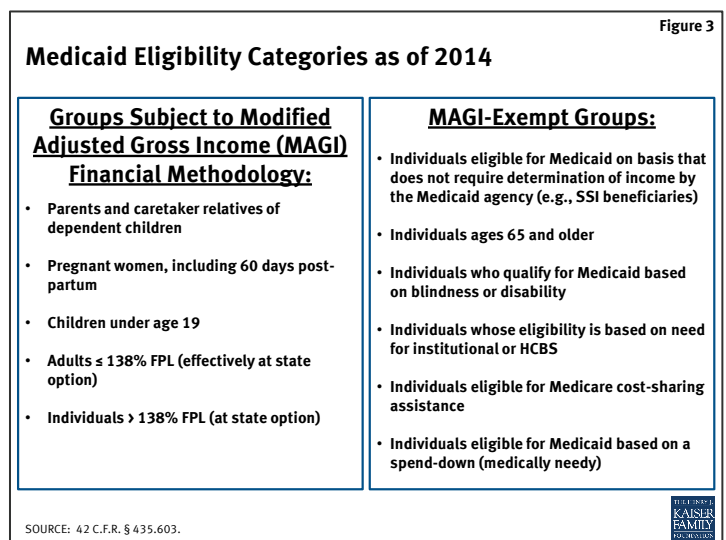 Figure 3
Medicaid Eligibility Categories as of 2014
Groups Subject to Modified
Adjusted Gross Income (MAGI)
Financial Methodology:
• Parents and caretaker relatives of
dependent children
• Pregnant women, including 60 days post-
partum
• Children under age 19
• Adults ≤ 138% FPL (effectively at state
option)
• Individuals > 138% FPL (at state option)
MAGI-Exempt Groups:
• Individuals eligible for Medicaid on basis that
does not require determination of income by
the Medicaid agency (e.g., SSI beneficiaries)
• Individuals ages 65 and older
• Individuals who qualify for Medicaid based
on blindness or disability
• Individuals whose eligibility is based on need
for institutional or HCBS
• Individuals eligible for Medicare cost-sharing
assistance
• Individuals eligible for Medicaid based on a
spend-down (medically needy)
SOURCE: 42 C.F.R. § 435.603.
THE HENRY J.
KAISER
FAMILY
FOUNDATION